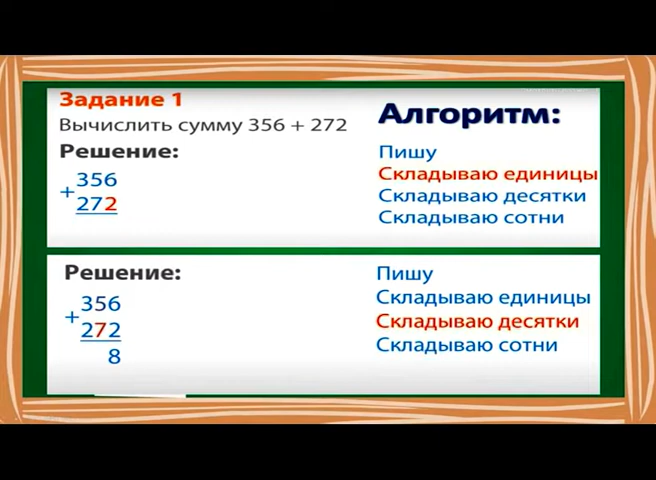 Задание 1
Вычислить сумму 356 + 272
Решение:
356
+
272
Алгоритм:
Пишу
Складываю единицы
Складываю десятки
Складываю сотни
Решение:
356
+
272
8
Пишу
Складываю единицы
Складываю десятки
Складываю сотни